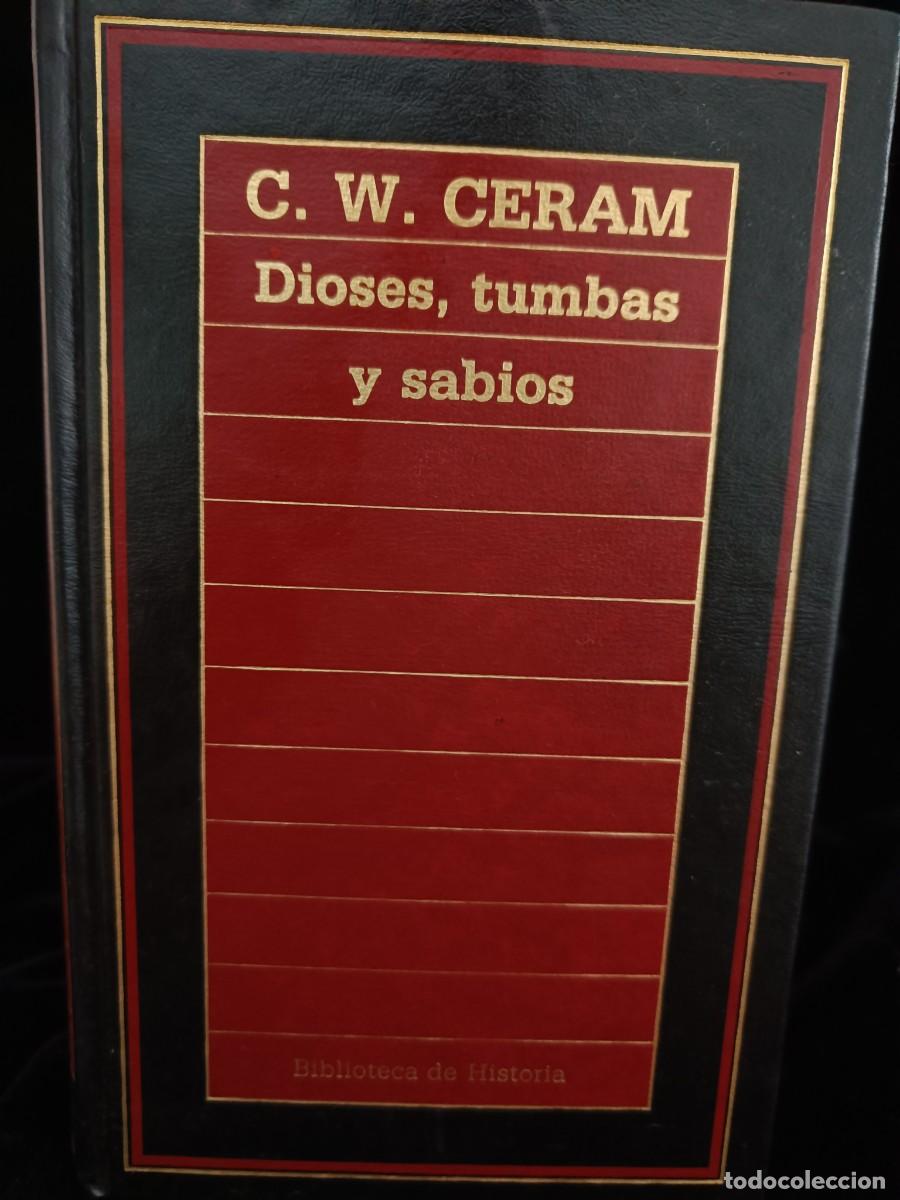 C. W. CERAM
Dioses, tumbas
y sabios
Biblioteca de Historia
todocoleccion